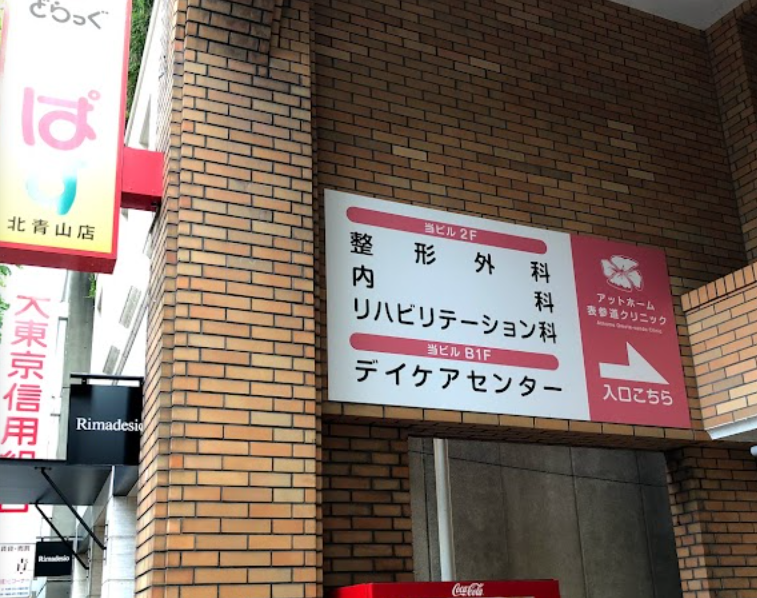 どらっぐ
ぱ
北青山店
大東京信用組
Rimadesio
Rimadesio
当ビル 2F
整形外科
内科
リハビリテーション科
当ビル B1F
デイケアセンター
アットホーム
表参道クリニック
入口こちら
Coca-Cola